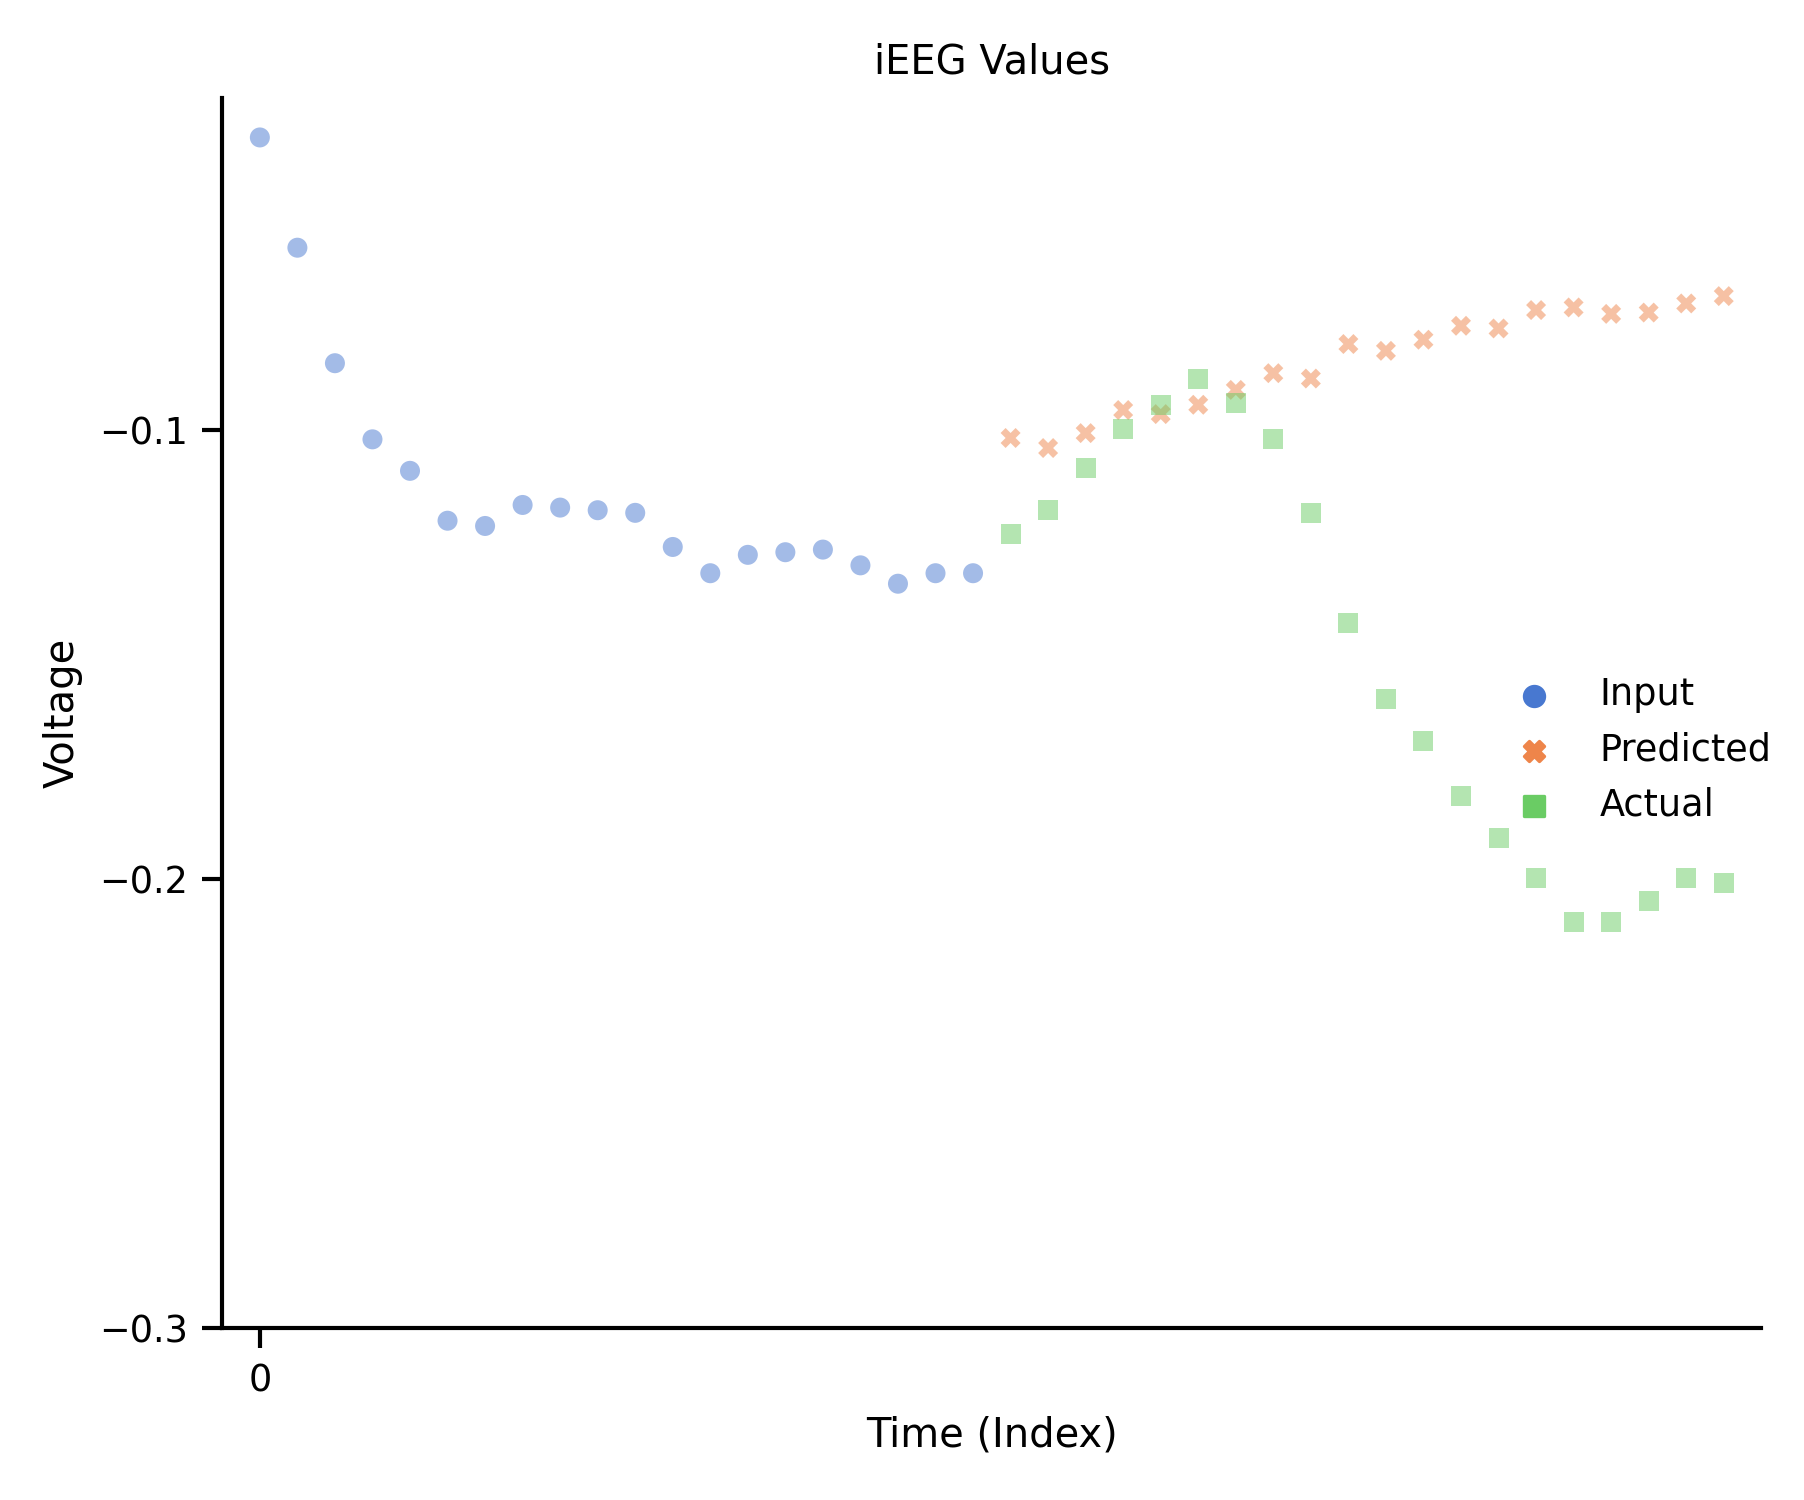 iEEG Values
Voltage
−0.1
−0.2
−0.3
Input
Predicted
Actual
0
Time (Index)